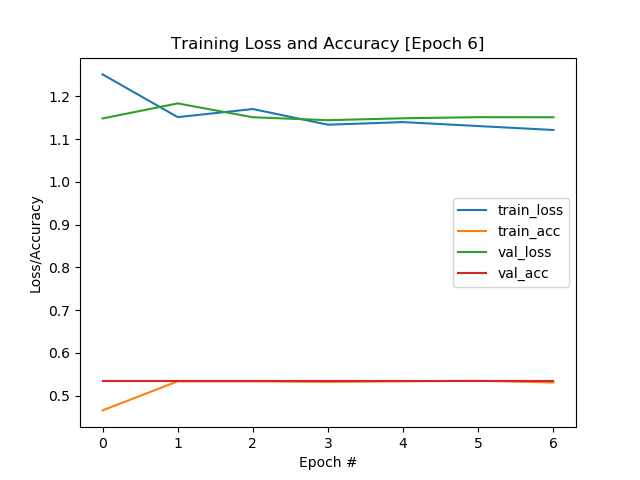 Training Loss and Accuracy [Epoch 6]
Loss/Accuracy
1.2
1.1
1.0
0.9
0.8
0.7
0.6
0.5
train_loss
train_acc
val_loss
val_acc
0 1 2 3 4 5 6
Epoch #